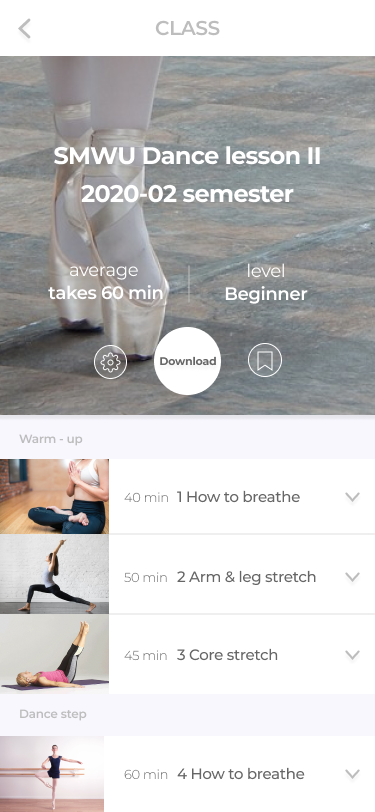 CLASS
SMWU Dance lesson II
2020-02 semester
average
takes 60 min
level
Beginner
Download
Warm - up
40 min 1 How to breathe
50 min 2 Arm & leg stretch
45 min 3 Core stretch
Dance step
60 min 4 How to breathe